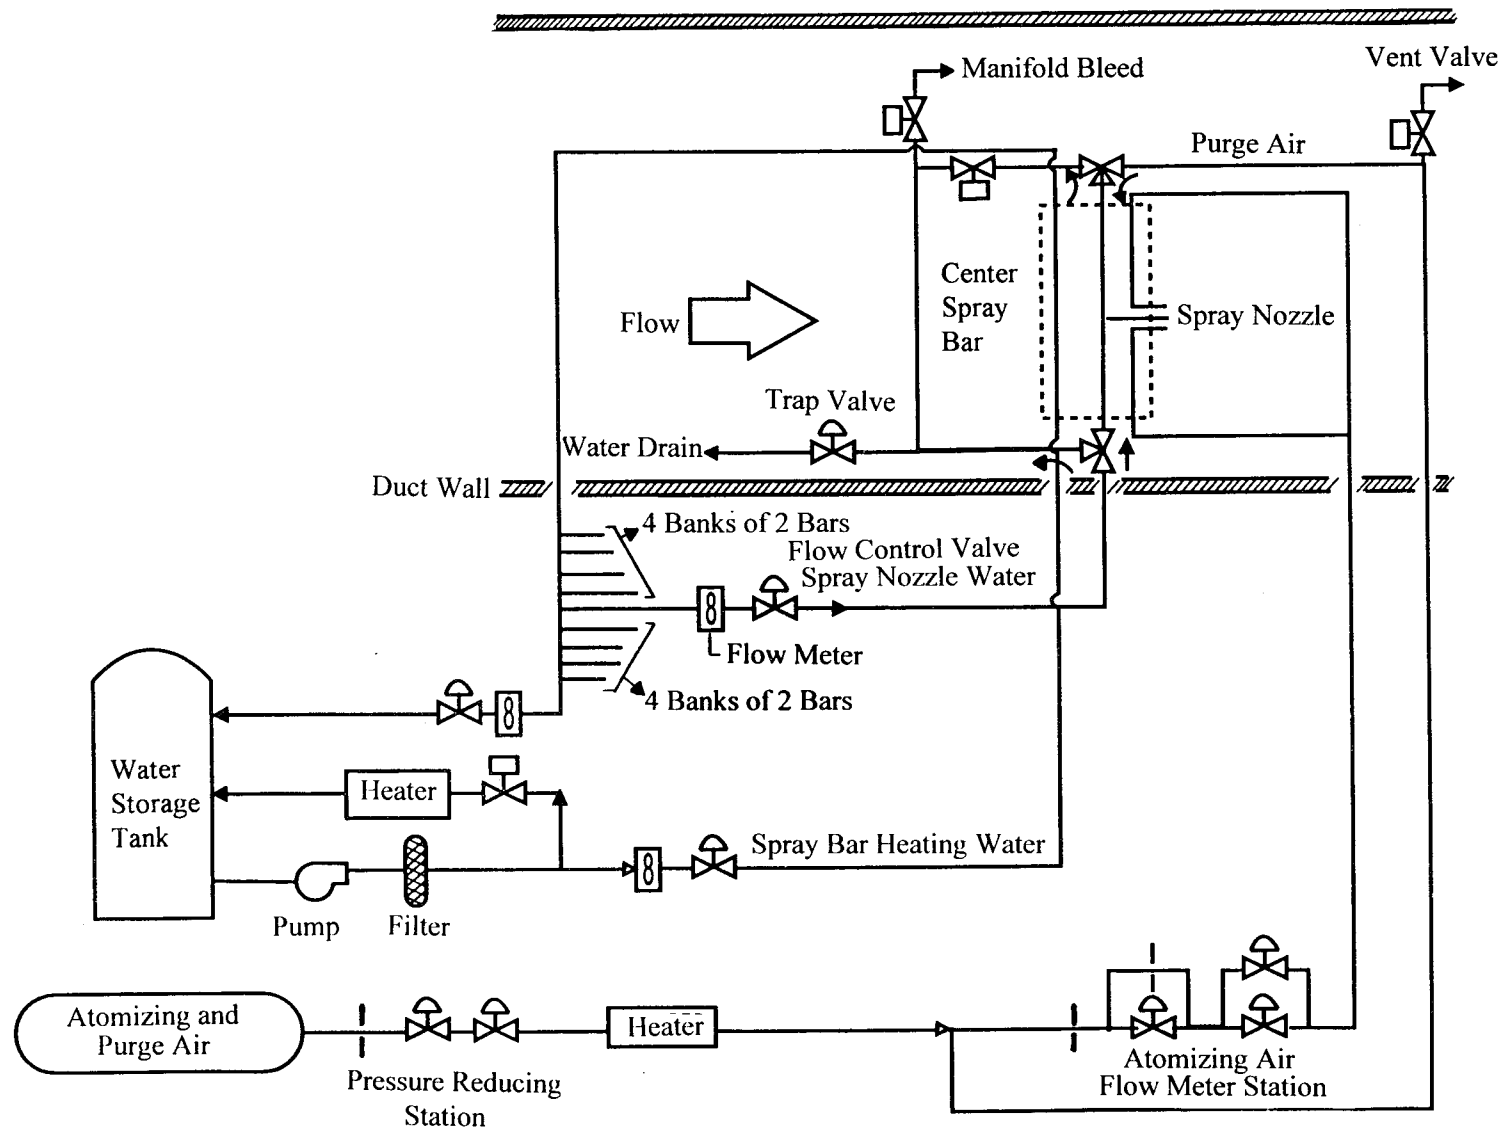 Vent Valve
Manifold Bleed
Purge Air
Center
Spray
Bar
Flow
Spray Nozzle
Trap Valve
Water Drain
Duct Wall
4 Banks of 2 Bars
Flow Control Valve
Spray Nozzle Water
8
Flow Meter
4 Banks of 2 Bars
8
Water
Storage
Tank
Heater
Spray Bar Heating Water
8
Pump
Filter
Atomizing and
Purge Air
Heater
Pressure Reducing
Station
Atomizing Air
Flow Meter Station